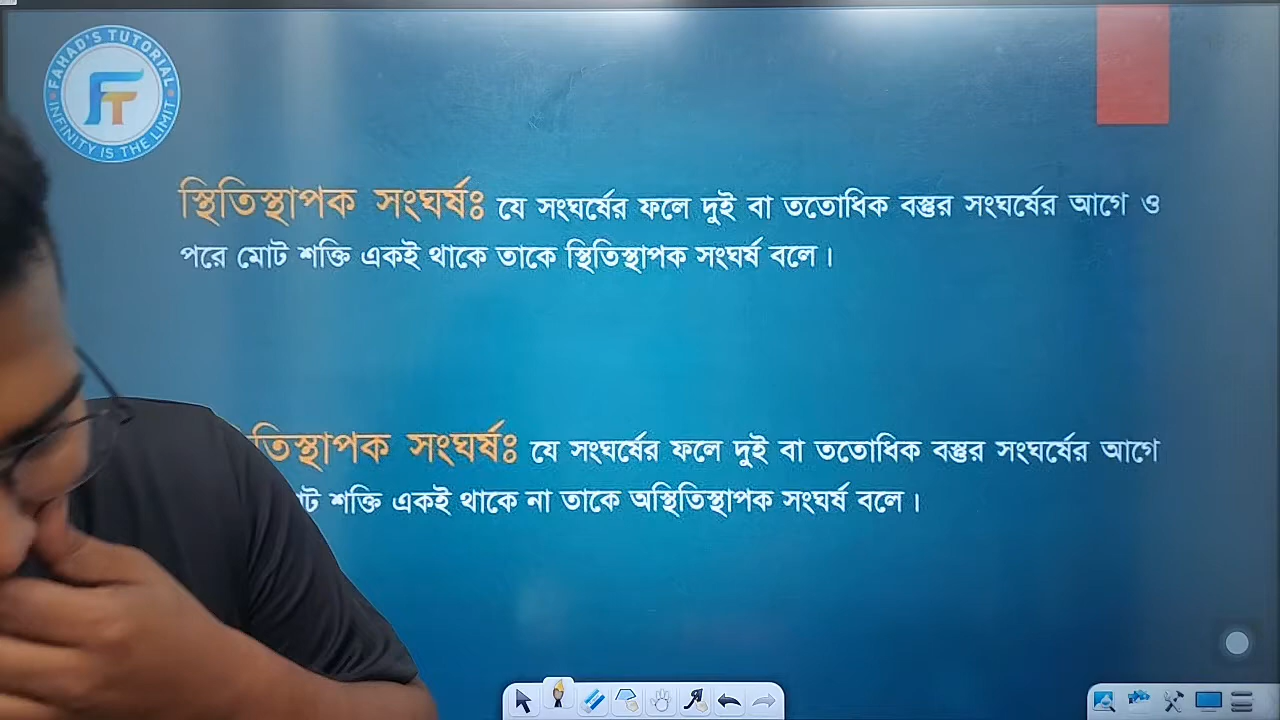 FAHAD'S TUTORIAL
FT
INFINITY IS THE LIMIT
স্থিতিস্থাপক সংঘর্ষঃ যে সংঘর্ষের ফলে দুই বা ততোধিক বস্তুর সংঘর্ষের আগে ও
পরে মোট শক্তি একই থাকে তাকে স্থিতিস্থাপক সংঘর্ষ বলে।
সংঘর্ষঃ যে সংঘর্ষের ফলে দুই বা ততোধিক বস্তুর সংঘর্ষের আগে
শক্তি একই থাকে না তাকে অস্থিতিস্থাপক সংঘর্ষ বলে।